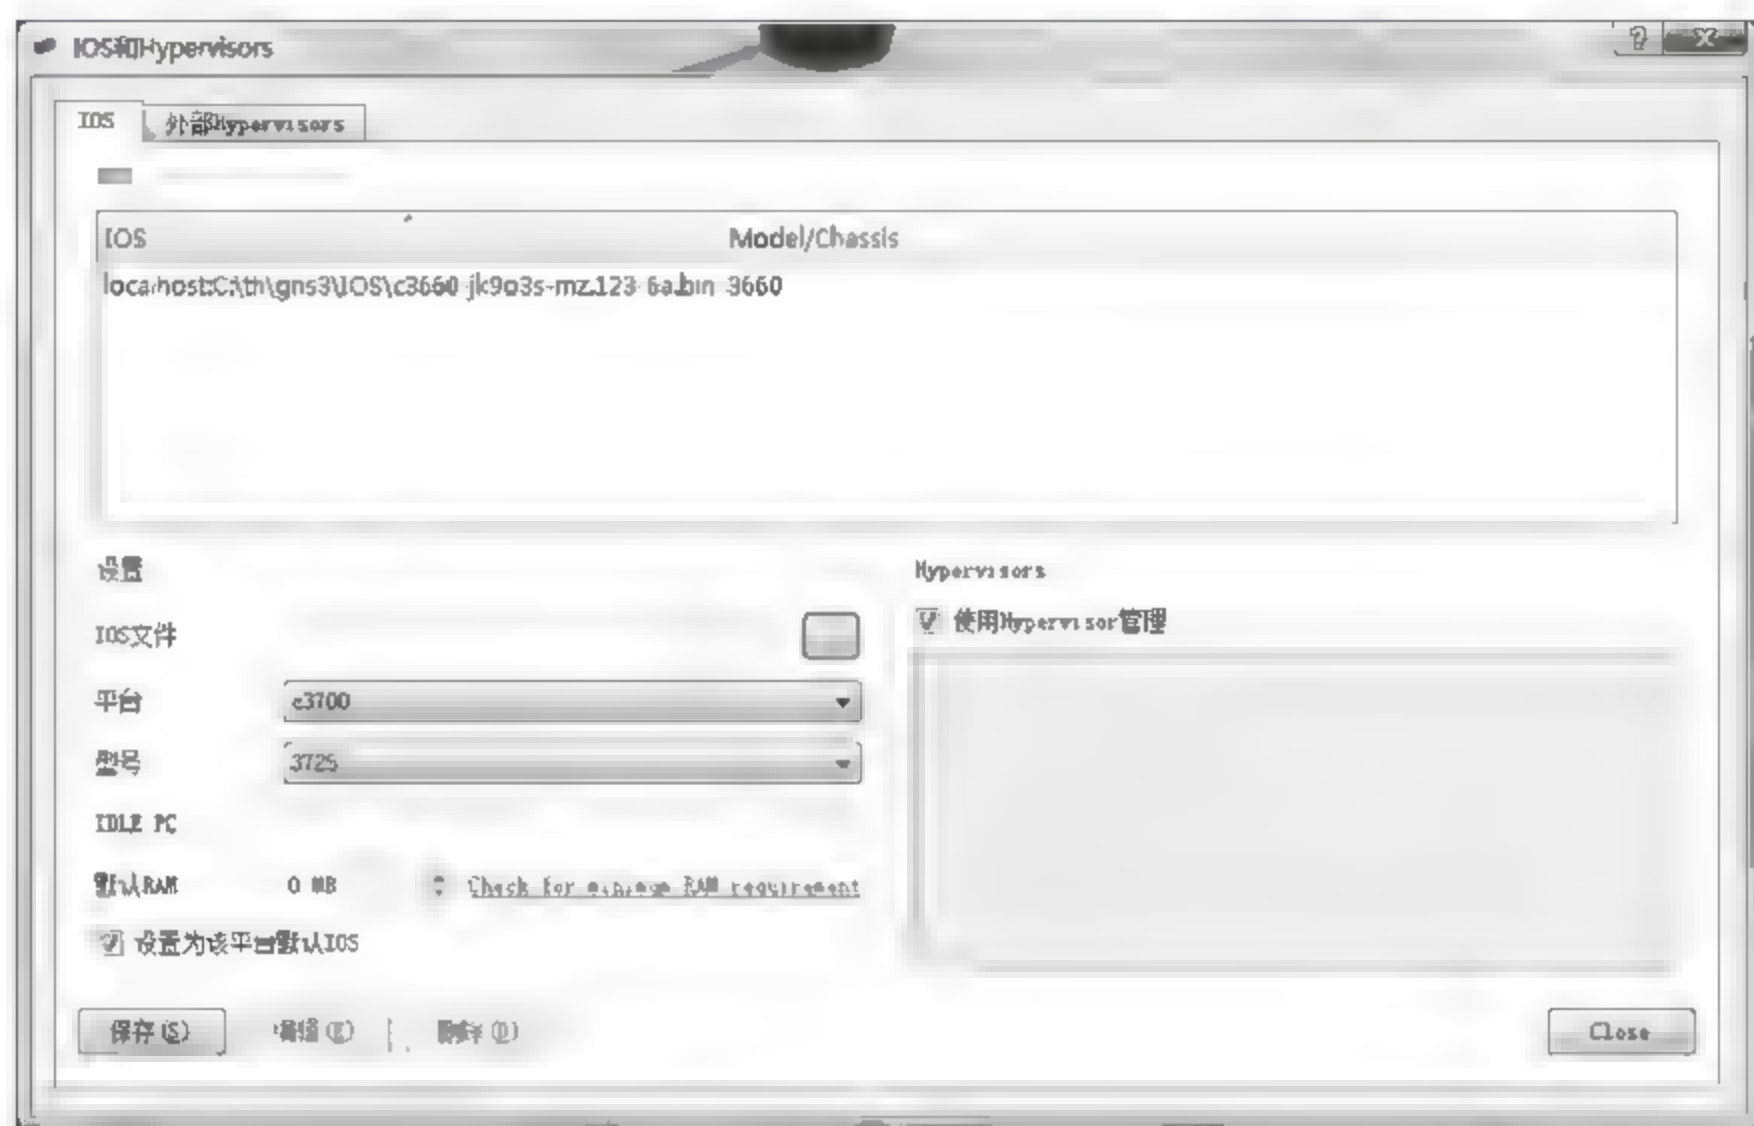 IOS和Hypervisors
IOS 外部Hypervisors
IOS Model/Chassis
localhost:C:\th\gns3\IOS\c3660-jk9o3s-mz.123-6a.bin 3660
设置 Hypervisors
IOS文件 使用Hypervisor管理
平台 c3700
型号 3725
IDLE PC
默认RAM 0 MB Check for minimum RAM requirement
设置为该平台默认IOS
保存(S) 编辑(E) 删除(D) Close